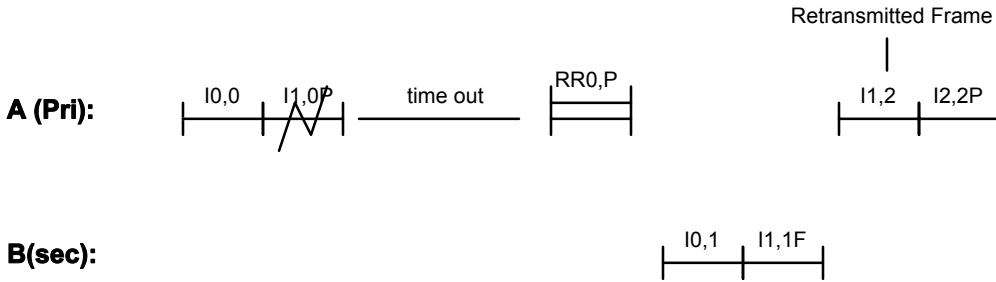 Retransmitted Frame
A (Pri): I0,0 I1,0P time out RR0,P I1,2 I2,2P
B(sec): I0,1 I1,1F